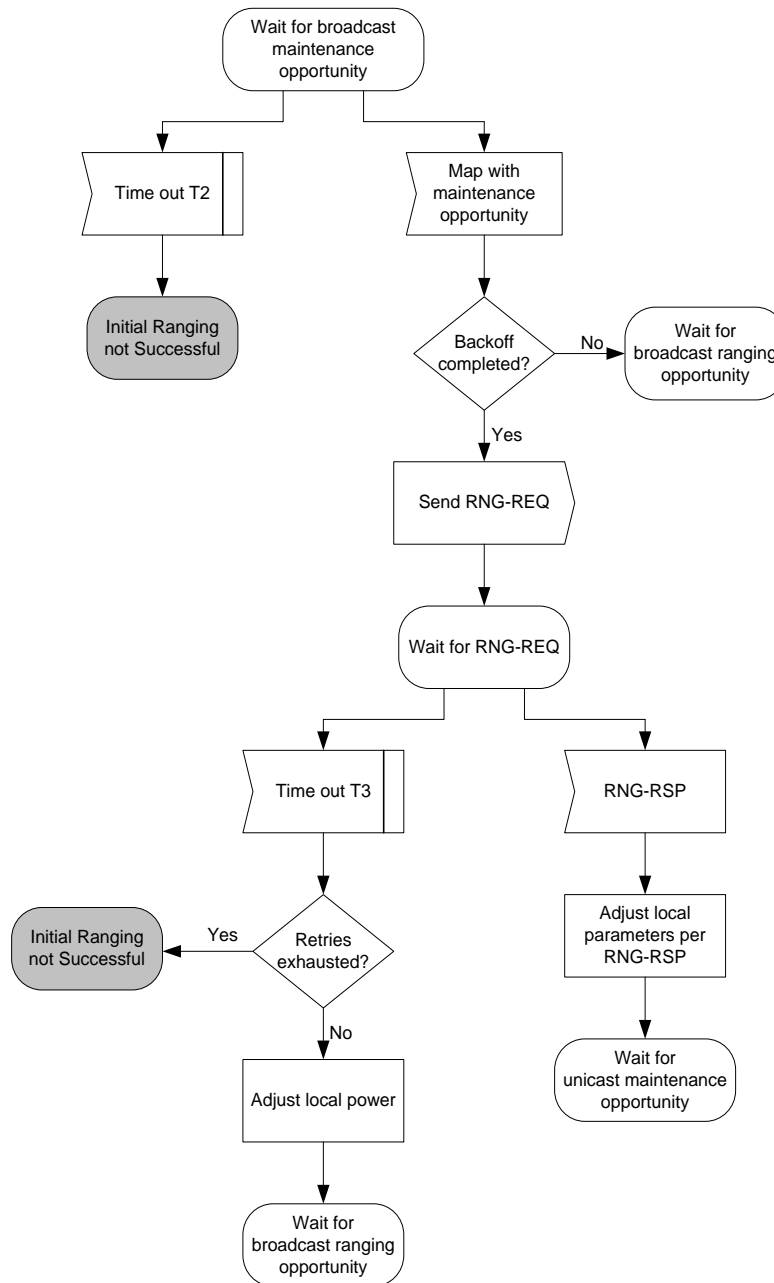 Wait for broadcast
maintenance
opportunity
Time out T2
Map with
maintenance
opportunity
Initial Ranging
not Successful
Backoff
completed?
No
Wait for
broadcast ranging
opportunity
Yes
Send RNG-REQ
Wait for RNG-REQ
Time out T3
RNG-RSP
Initial Ranging
not Successful
Yes
Retries
exhausted?
Adjust local
parameters per
RNG-RSP
No
Adjust local power
Wait for
unicast maintenance
opportunity
Wait for
broadcast ranging
opportunity